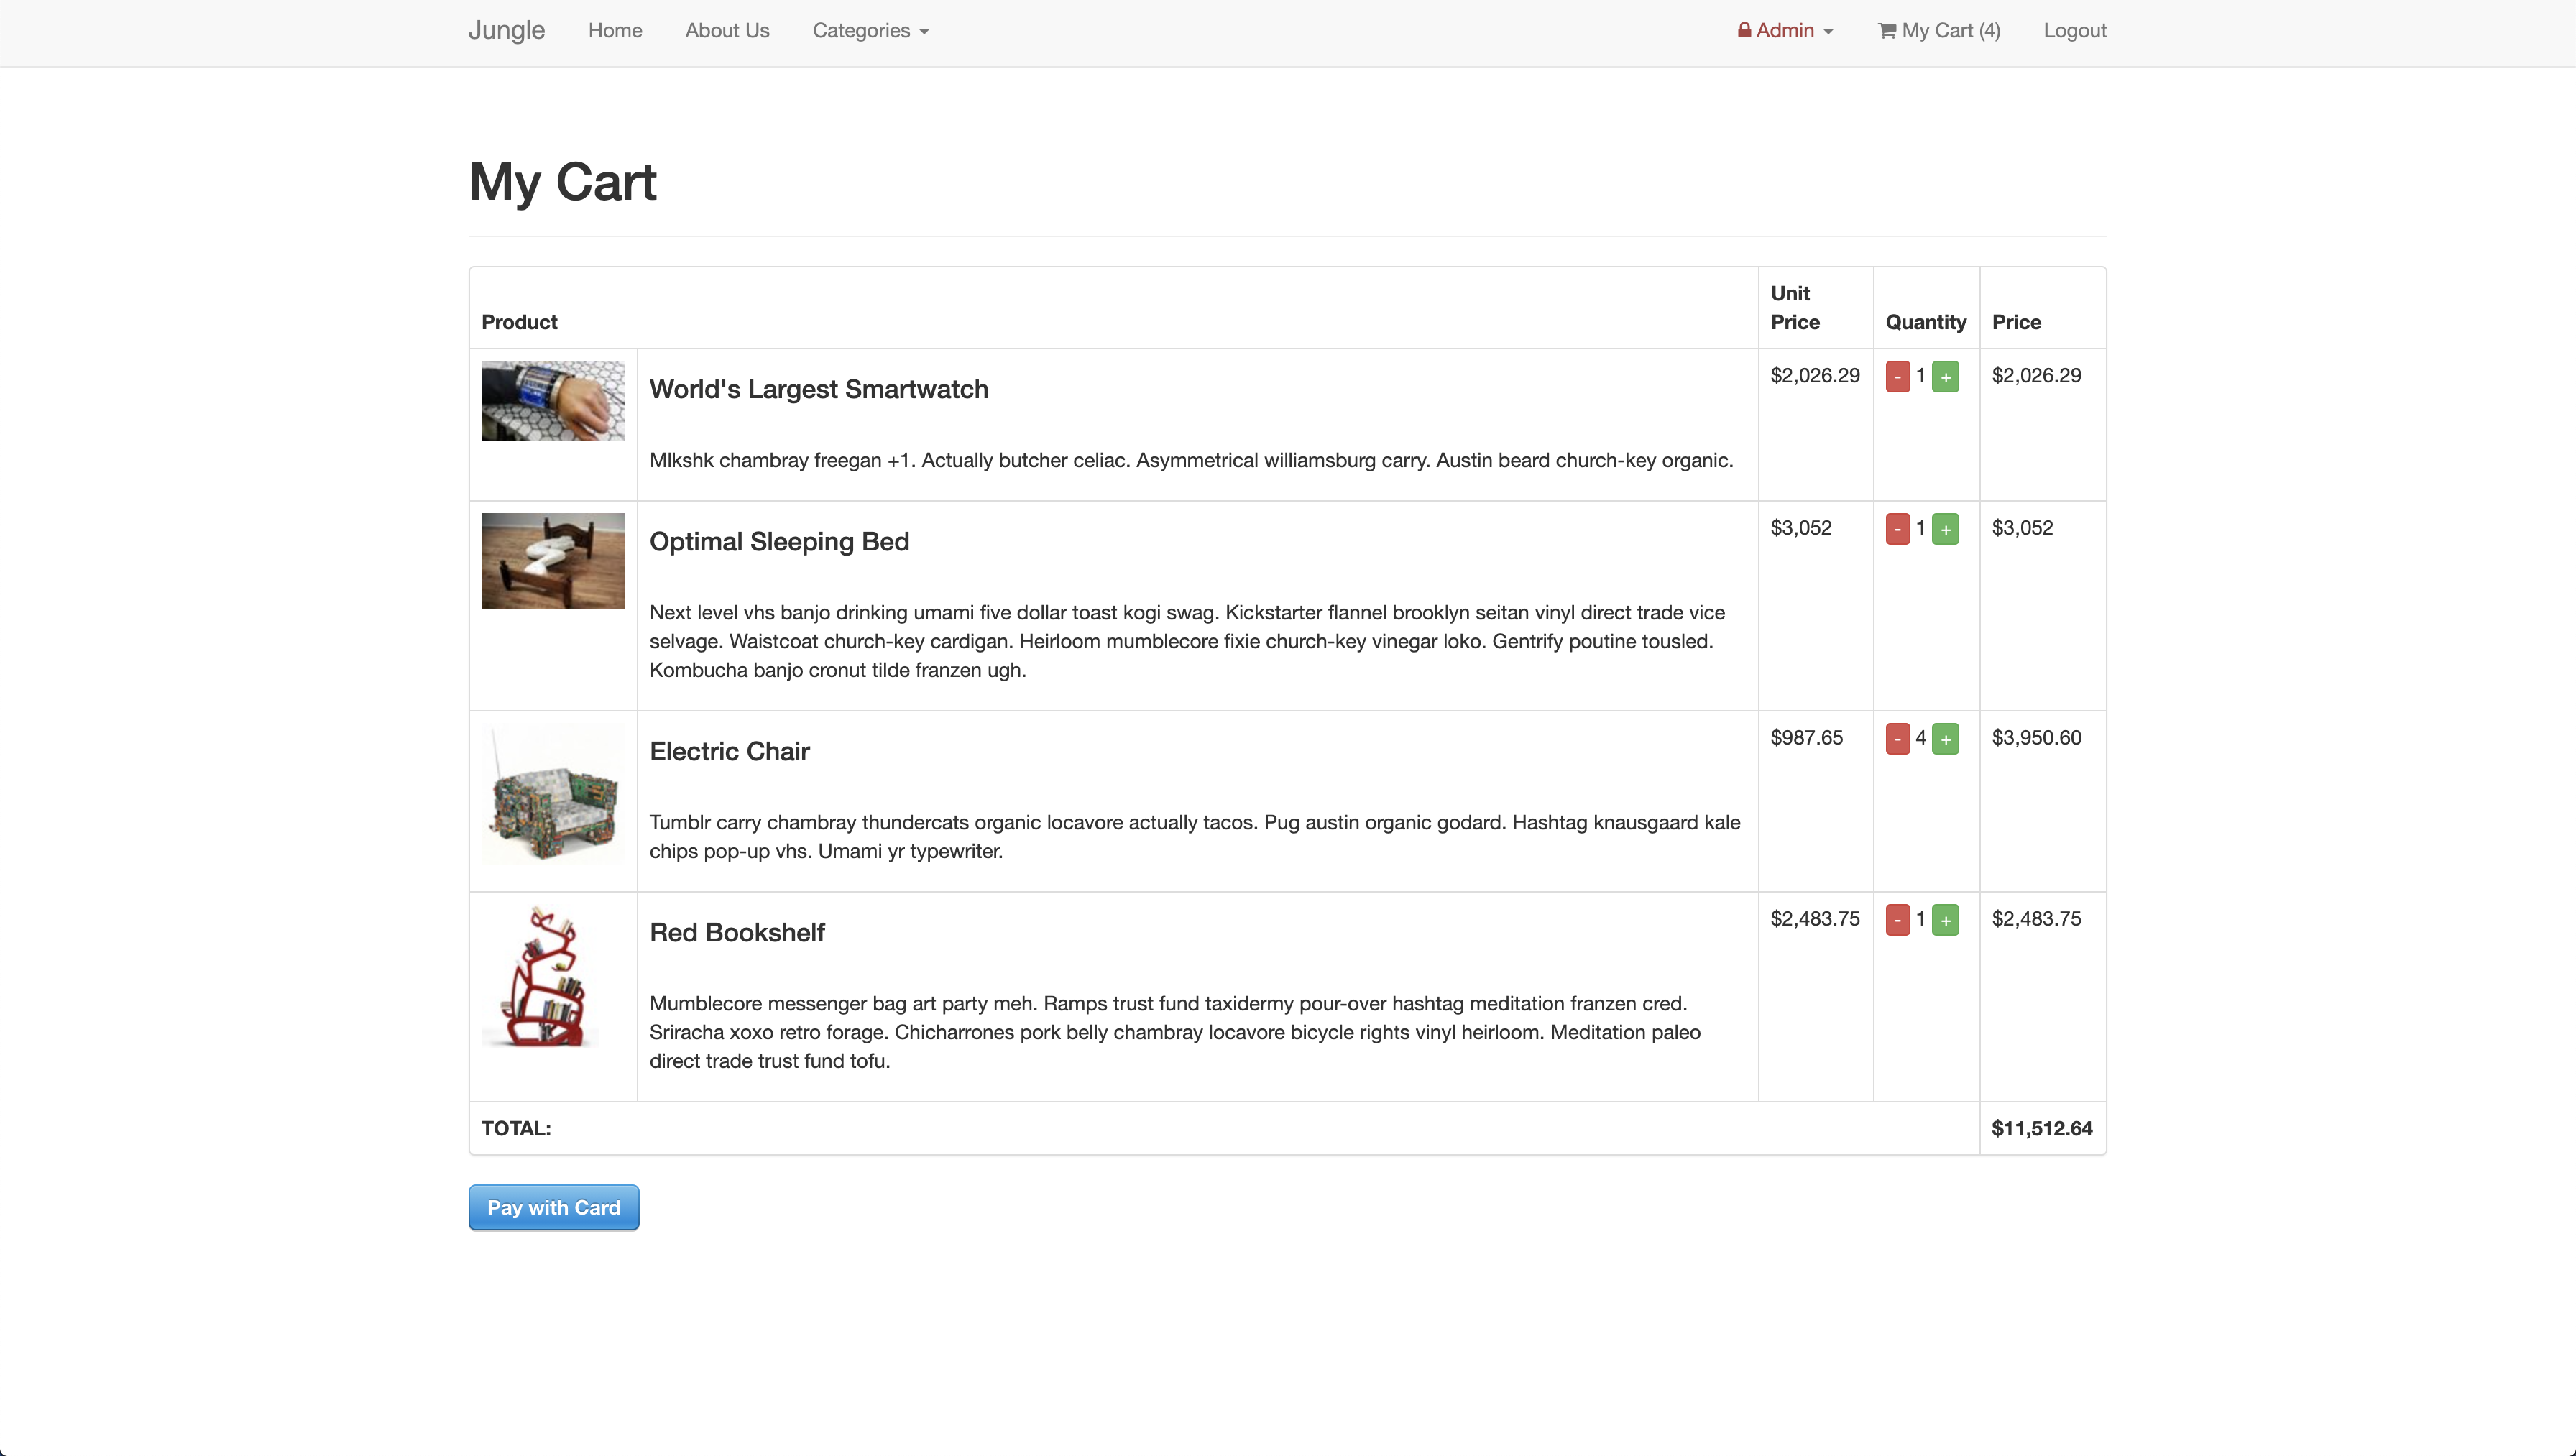 Jungle Home About Us Categories Admin My Cart (4) Logout
My Cart
Product Unit Price Quantity Price
World's Largest Smartwatch $2,026.29 - 1 + $2,026.29
Mlkshk chambray freegan +1. Actually butcher celiac. Asymmetrical williamsburg carry. Austin beard church-key organic.
Optimal Sleeping Bed $3,052 - 1 + $3,052
Next level vhs banjo drinking umami five dollar toast kogi swag. Kickstarter flannel brooklyn seitan vinyl direct trade vice
selvage. Waistcoat church-key cardigan. Heirloom mumblecore fixie church-key vinegar loko. Gentrify poutine tousled.
Kombucha banjo cronut tilde franzen ugh.
Electric Chair $987.65 - 4 + $3,950.60
Tumblr carry chambray thundercats organic locavore actually tacos. Pug austin organic godard. Hashtag knausgaard kale
chips pop-up vhs. Umami yr typewriter.
Red Bookshelf $2,483.75 - 1 + $2,483.75
Mumblecore messenger bag art party meh. Ramps trust fund taxidermy pour-over hashtag meditation franzen cred.
Sriracha xoxo retro forage. Chicharrones pork belly chambray locavore bicycle rights vinyl heirloom. Meditation paleo
direct trade trust fund tofu.
TOTAL: $11,512.64
Pay with Card